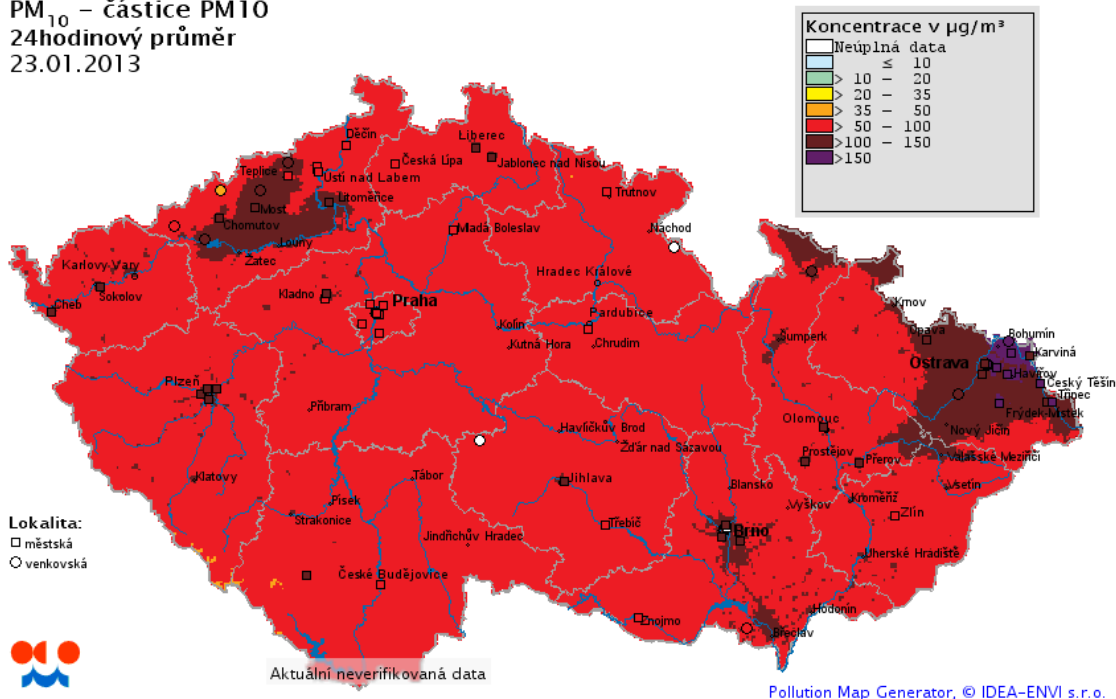 PM10 – částice PM10
24hodinový průměr
23.01.2013
Koncentrace v µg/m³
Neúplná data
≤ 10
> 10 – 20
> 20 – 35
> 35 – 50
> 50 – 100
>100 – 150
>150
Děčín
Liberec
Česká Lípa
Jablonec nad Nisou
Teplice
Ústí nad Labem
Trutnov
Litoměřice
Most
Chomutov
Mladá Boleslav
Náchod
Louny
Žatec
Karlovy Vary
Hradec Králové
Sokolov
Kladno
Praha
Cheb
Krnov
Pardubice
Kolín
Opava
Bohumín
Kutná Hora
Chrudim
Šumperk
Karviná
Ostrava
Havířov
Český Těšín
Plzeň
Třinec
Příbram
Frýdek-Místek
Olomouc
Havlíčkův Brod
Nový Jičín
Žďár nad Sázavou
Prostějov
Přerov
Valašské Meziříčí
Klatovy
Tábor
Jihlava
Blansko
Vsetín
Písek
Vyškov
Kroměříž
Strakonice
Zlín
Třebíč
Brno
Jindřichův Hradec
Uherské Hradiště
České Budějovice
Hodonín
Znojmo
Břeclav
Lokalita:
městská
venkovská
Aktuální neverifikovaná data
Pollution Map Generator, © IDEA-ENVI s.r.o.